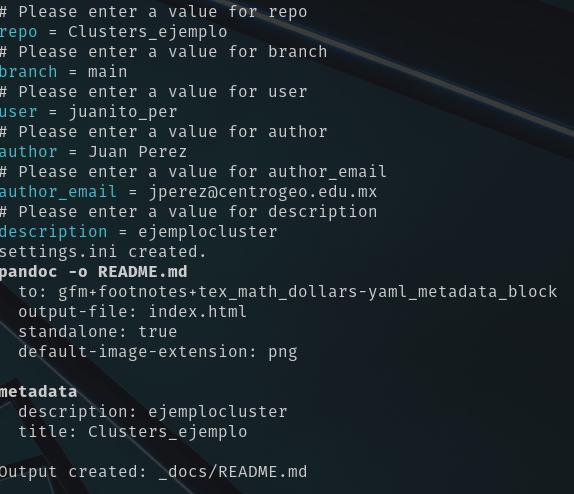 # Please enter a value for repo
repo = Clusters_ejemplo
# Please enter a value for branch
branch = main
# Please enter a value for user
user = juanito_per
# Please enter a value for author
author = Juan Perez
# Please enter a value for author_email
author_email = jperez@centrogeo.edu.mx
# Please enter a value for description
description = ejemplocluster
settings.ini created.
pandoc -o README.md
  to: gfm+footnotes+tex_math_dollars-yaml_metadata_block
  output-file: index.html
  standalone: true
  default-image-extension: png

metadata
  description: ejemplocluster
  title: Clusters_ejemplo

Output created: _docs/README.md